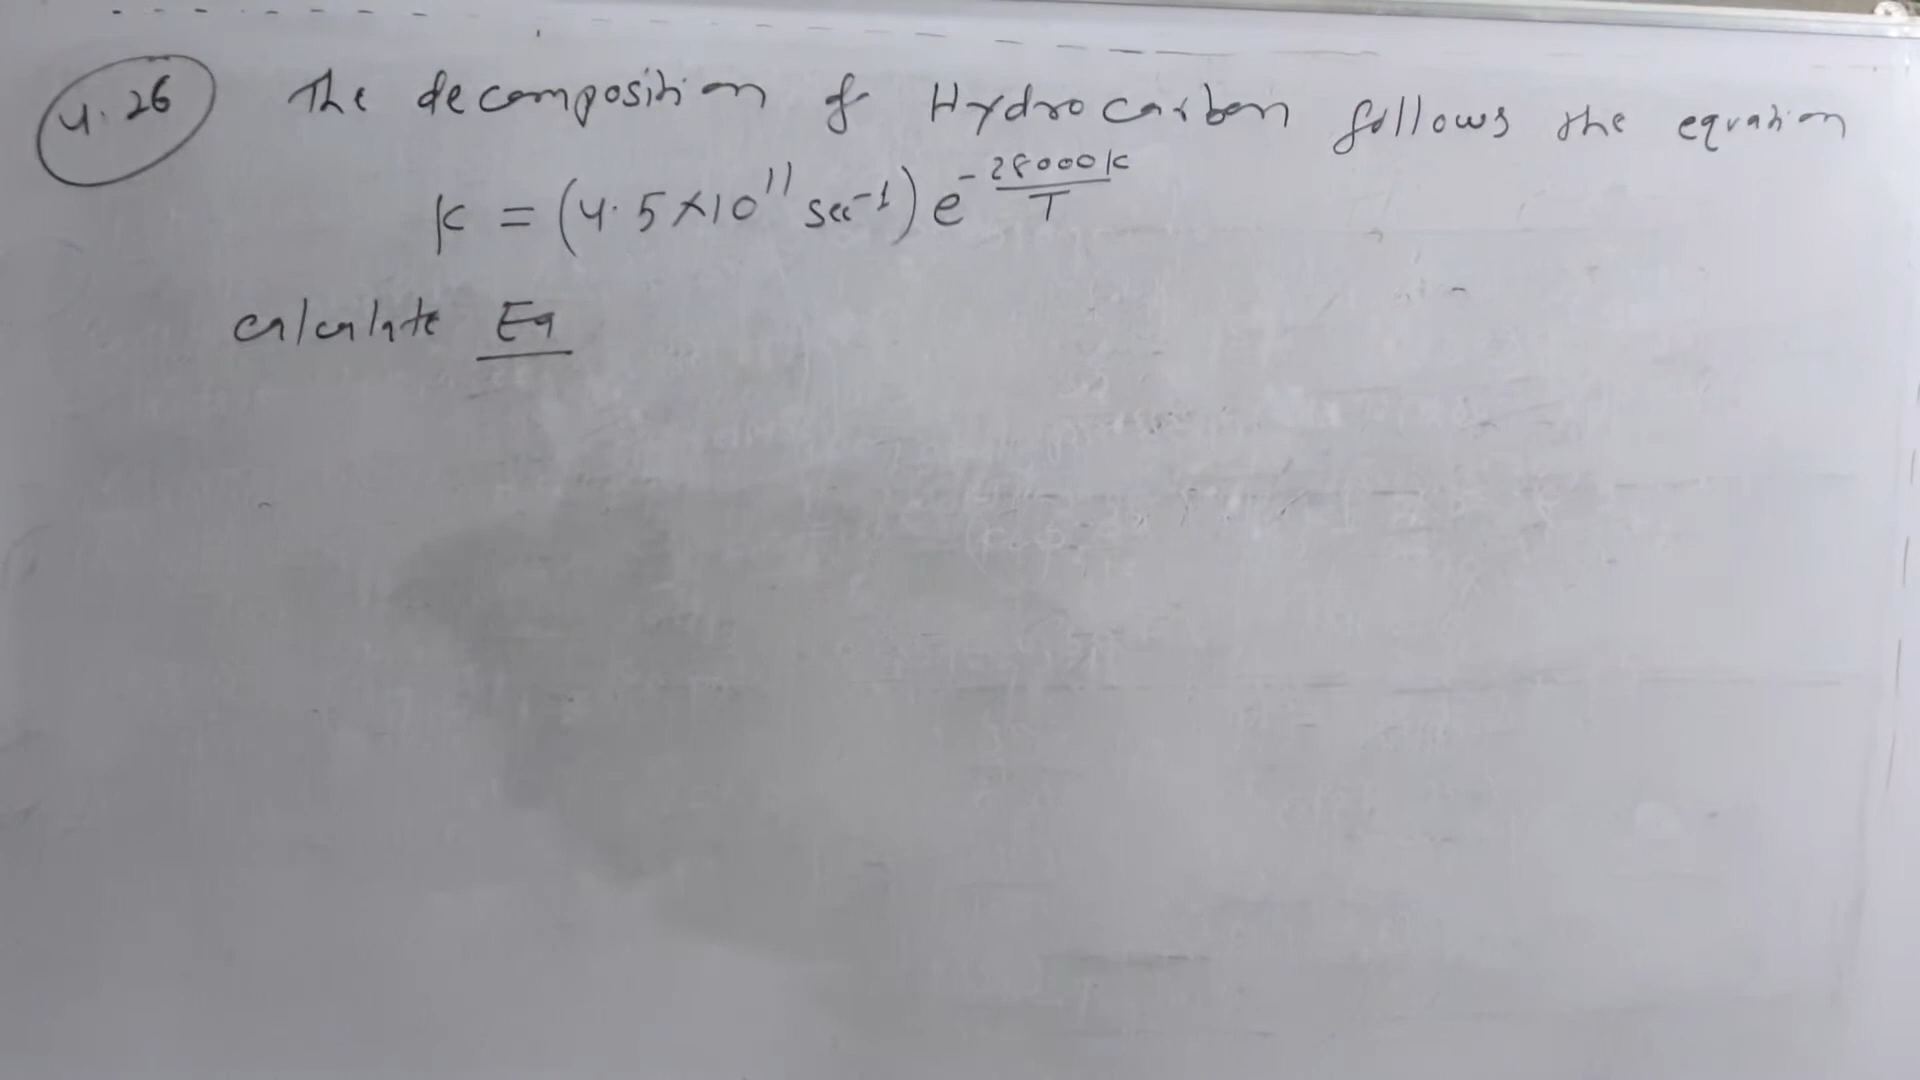 4.26 The decomposition of Hydrocarbon follows the equation
K = (4.5×10¹¹ sec⁻¹) e^-28000K/T
calculate Ea